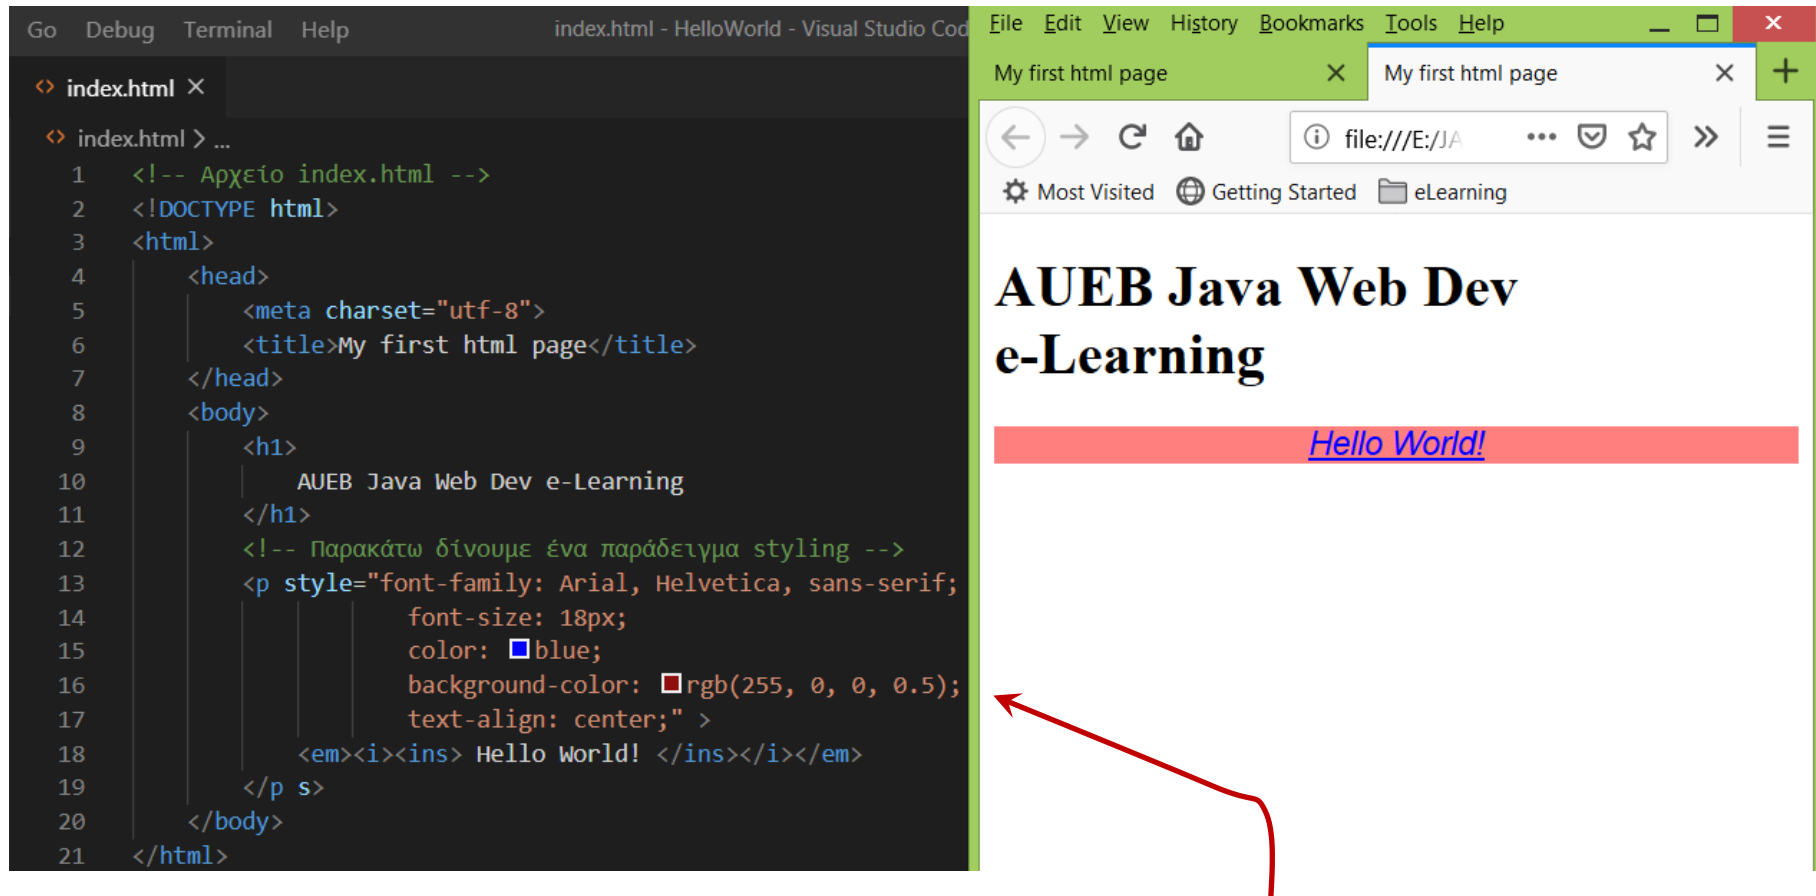 Go Debug Terminal Help index.html - HelloWorld - Visual Studio Cod
index.html
index.html > ...
1 <!-- Αρχείο index.html -->
2 <!DOCTYPE html>
3 <html>
4 <head>
5 <meta charset="utf-8">
6 <title>My first html page</title>
7 </head>
8 <body>
9 <h1>
10 AUEB Java Web Dev e-Learning
11 </h1>
12 <!-- Παρακάτω δίνουμε ένα παράδειγμα styling -->
13 <p style="font-family: Arial, Helvetica, sans-serif;
14 font-size: 18px;
15 color: blue;
16 background-color: rgb(255, 0, 0, 0.5);
17 text-align: center;" >
18 <em><i><ins> Hello World! </ins></i></em>
19 </p s>
20 </body>
21 </html>
File Edit View History Bookmarks Tools Help
My first html page My first html page
file:///E:/JA
Most Visited Getting Started eLearning
AUEB Java Web Dev
e-Learning
Hello World!